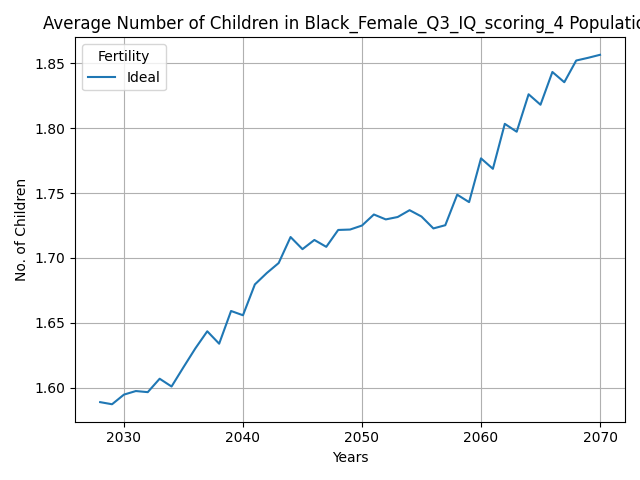 Average Number of Children in Black_Female_Q3_IQ_scoring_4 Populatio
Fertility
Ideal
1.85
1.80
1.75
1.70
1.65
1.60
No. of Children
2030 2040 2050 2060 2070
Years